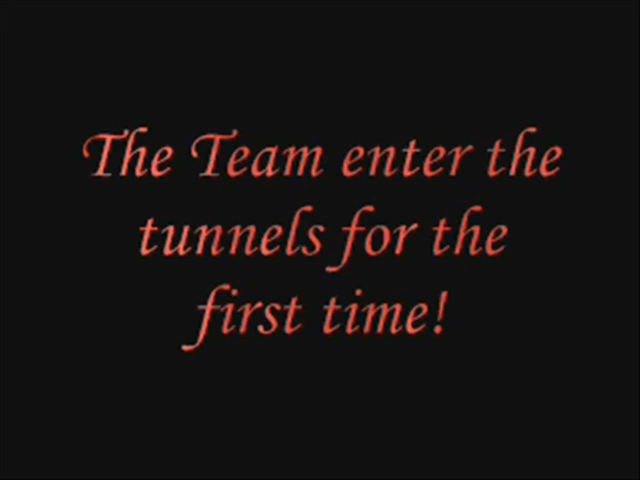 The Team enter the
tunnels for the
first time!